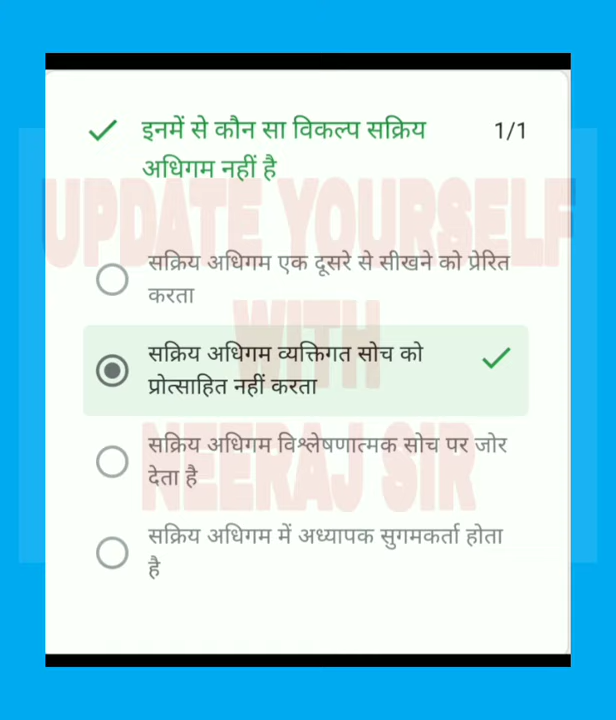 इनमें से कौन सा विकल्प सक्रिय 1/1
अधिगम नहीं है
सक्रिय अधिगम एक दूसरे से सीखने को प्रेरित
करता
सक्रिय अधिगम व्यक्तिगत सोच को
प्रोत्साहित नहीं करता
सक्रिय अधिगम विश्लेषणात्मक सोच पर जोर
देता है
सक्रिय अधिगम में अध्यापक सुगमकर्ता होता
है
UPDATE YOURSELF
WITH
NEERAJ SIR